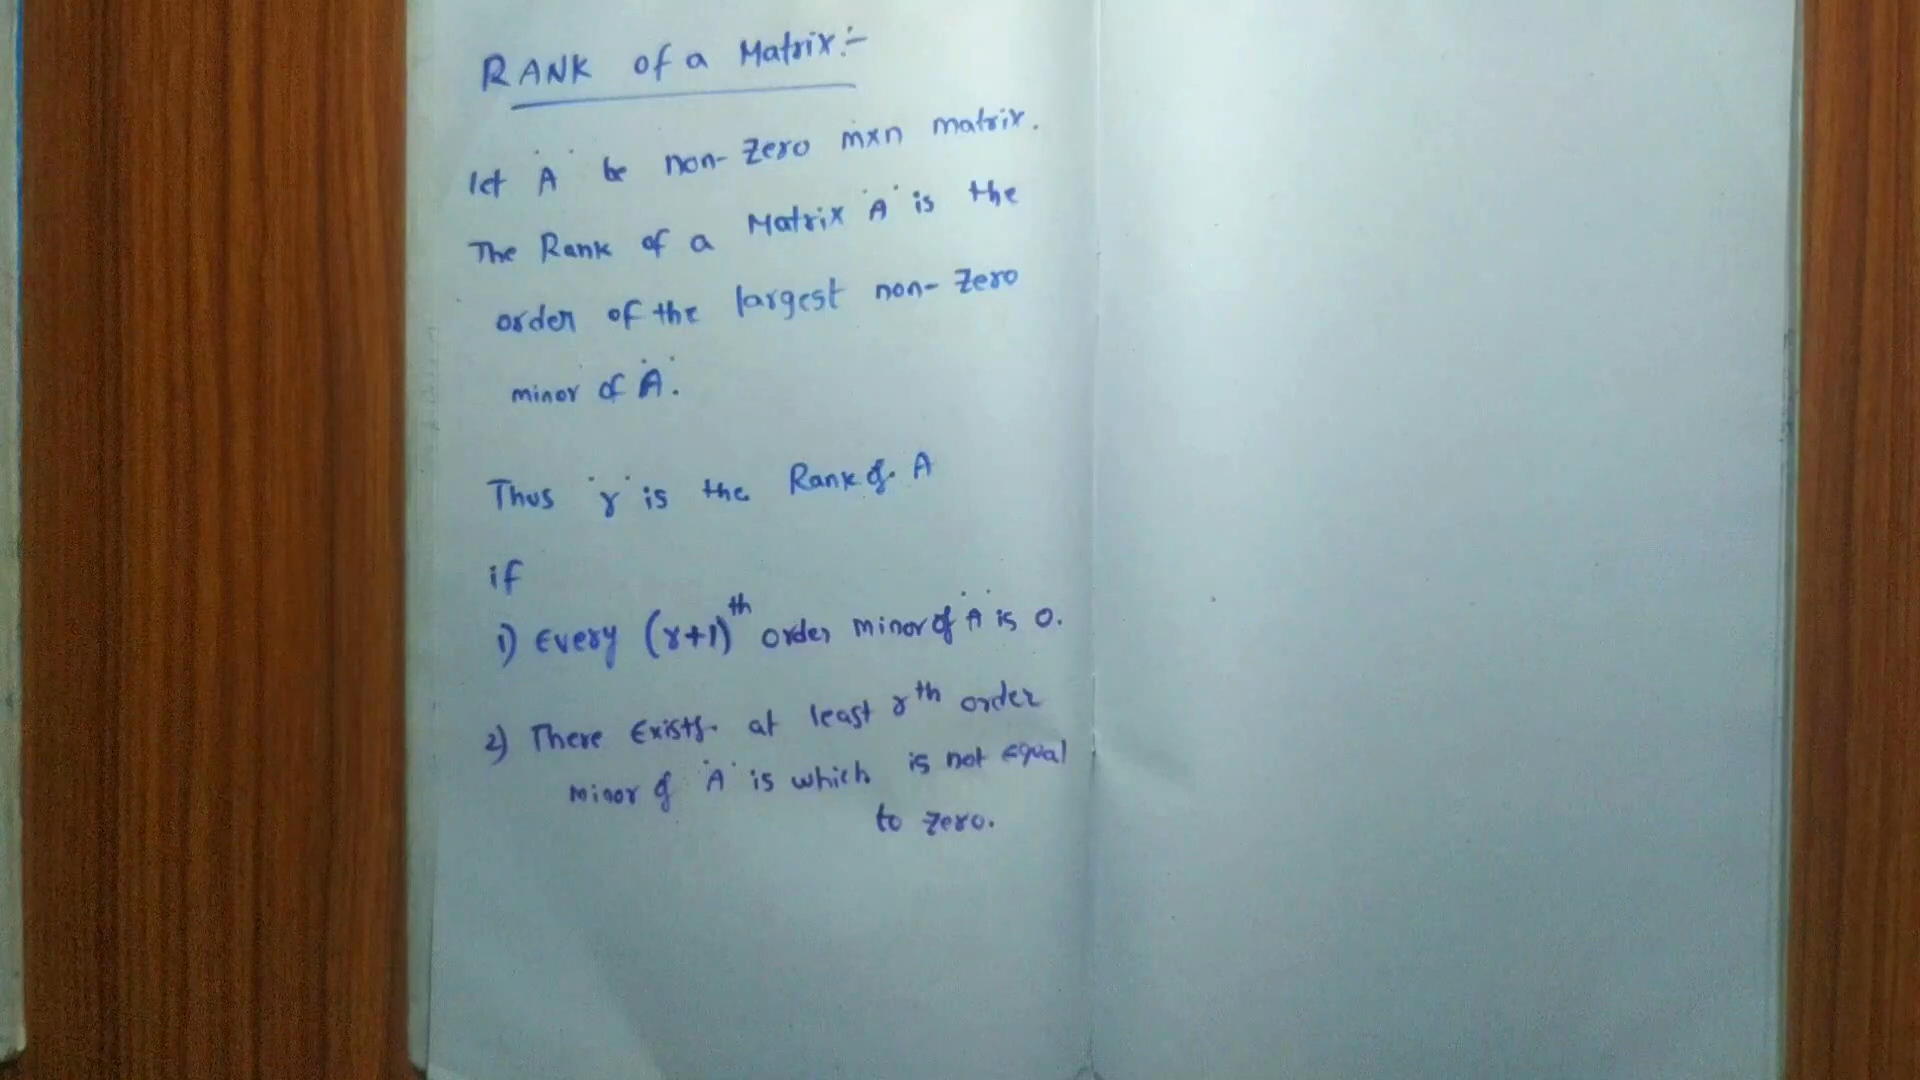 RANK of a Matrix:-
let 'A' be non-zero mxn matrix.
The Rank of a Matrix 'A' is the
order of the largest non-zero
minor of 'A'.
Thus 'r' is the Rank of A
if
1) Every (r+1)th order minor of 'A' is 0.
2) There Exists at least rth order
minor of 'A' is which is not equal
to zero.